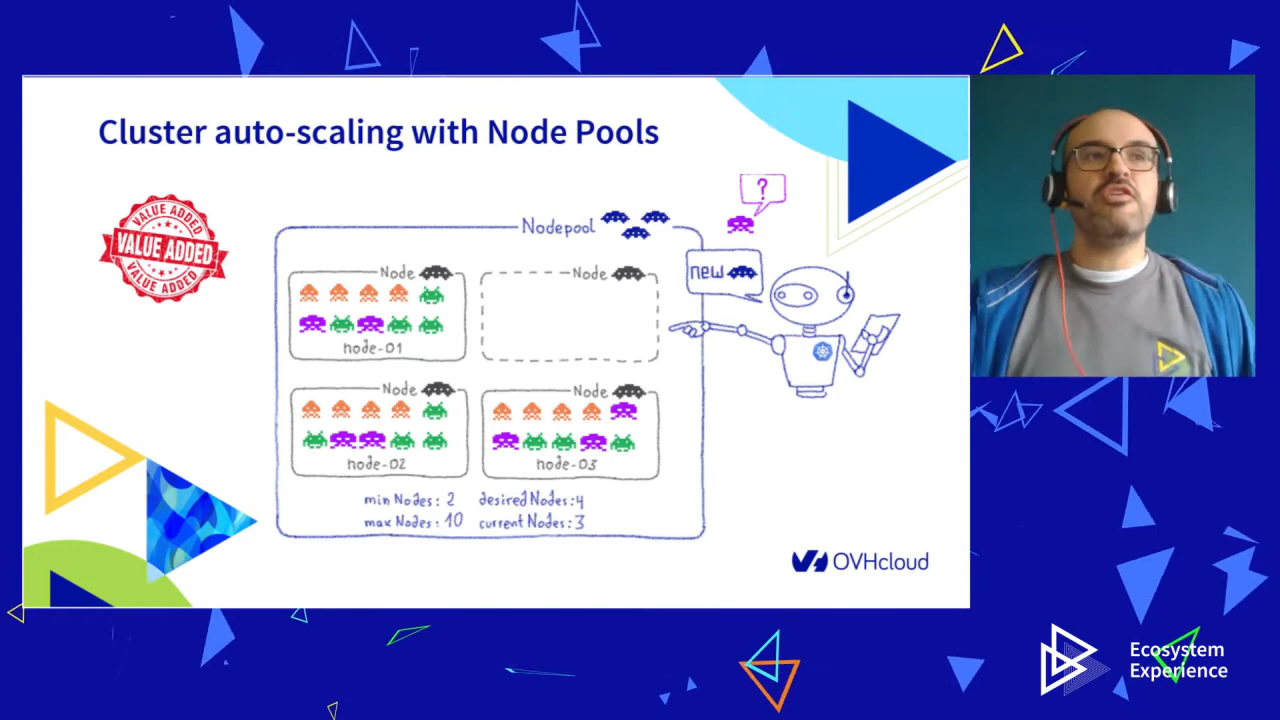 Cluster auto-scaling with Node Pools
VALUE ADDED
VALUE ADDED
VALUE ADDED
?
Nodepool
new
Node
node-01
Node
Node
node-02
Node
node-03
min Nodes: 2 desired Nodes:4
max Nodes: 10 current Nodes: 3
OVHcloud
Ecosystem
Experience